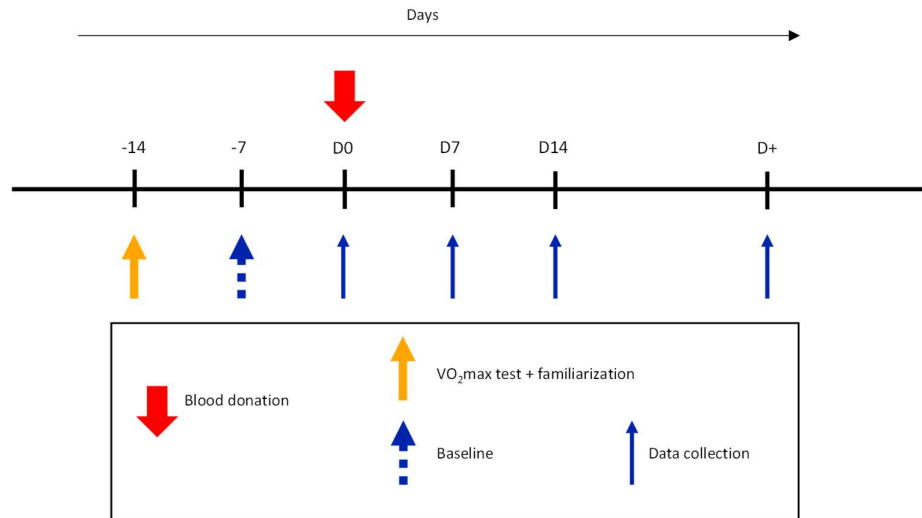 Days
-14 -7 D0 D7 D14 D+
VO₂max test + familiarization
Blood donation
Baseline Data collection